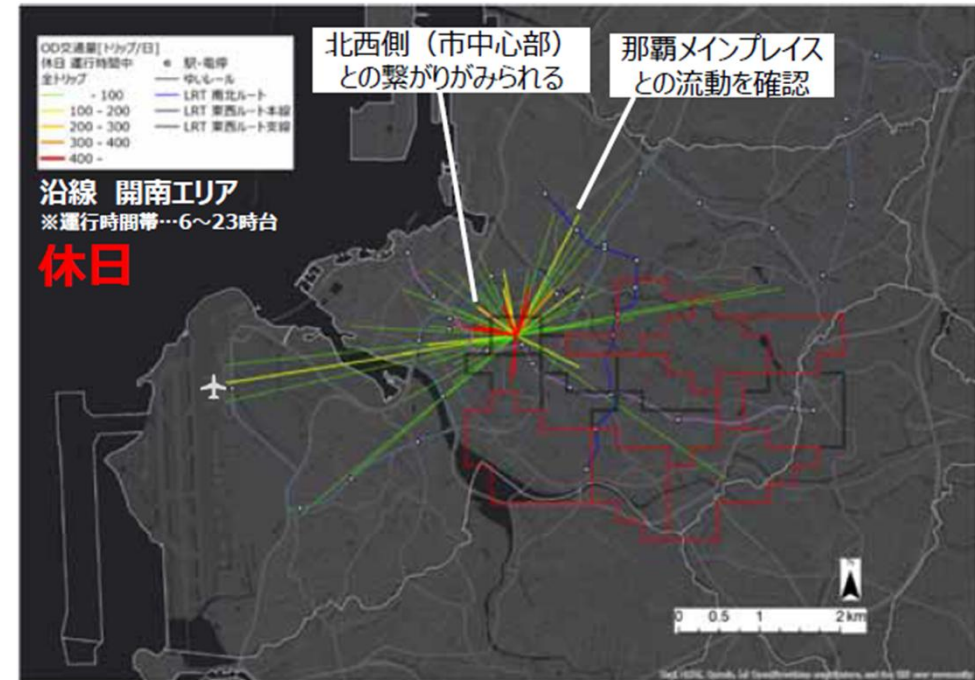 北西側（市中心部）
との繋がりがみられる
那覇メインプレイス
との流動を確認
OD交通量[トリップ/日]
休日 運行時間中
全トリップ
- 100
100 - 200
200 - 300
300 - 400
400 -
駅・電停
ゆいレール
LRT 南北ルート
LRT 東西ルート本線
LRT 東西ルート支線
沿線 開南エリア
※運行時間帯…6～23時台
休日
0 0.5 1 2 km